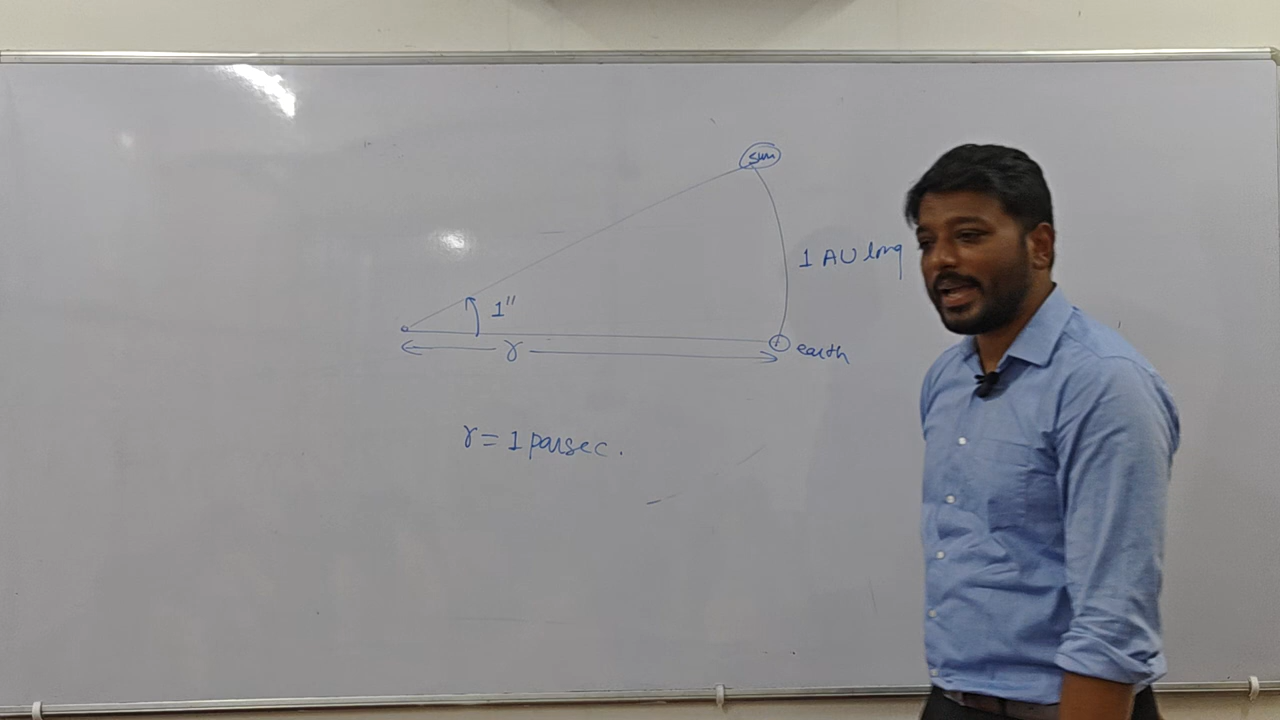 sun
1 AU long
1"
r
earth
r = 1 parsec.